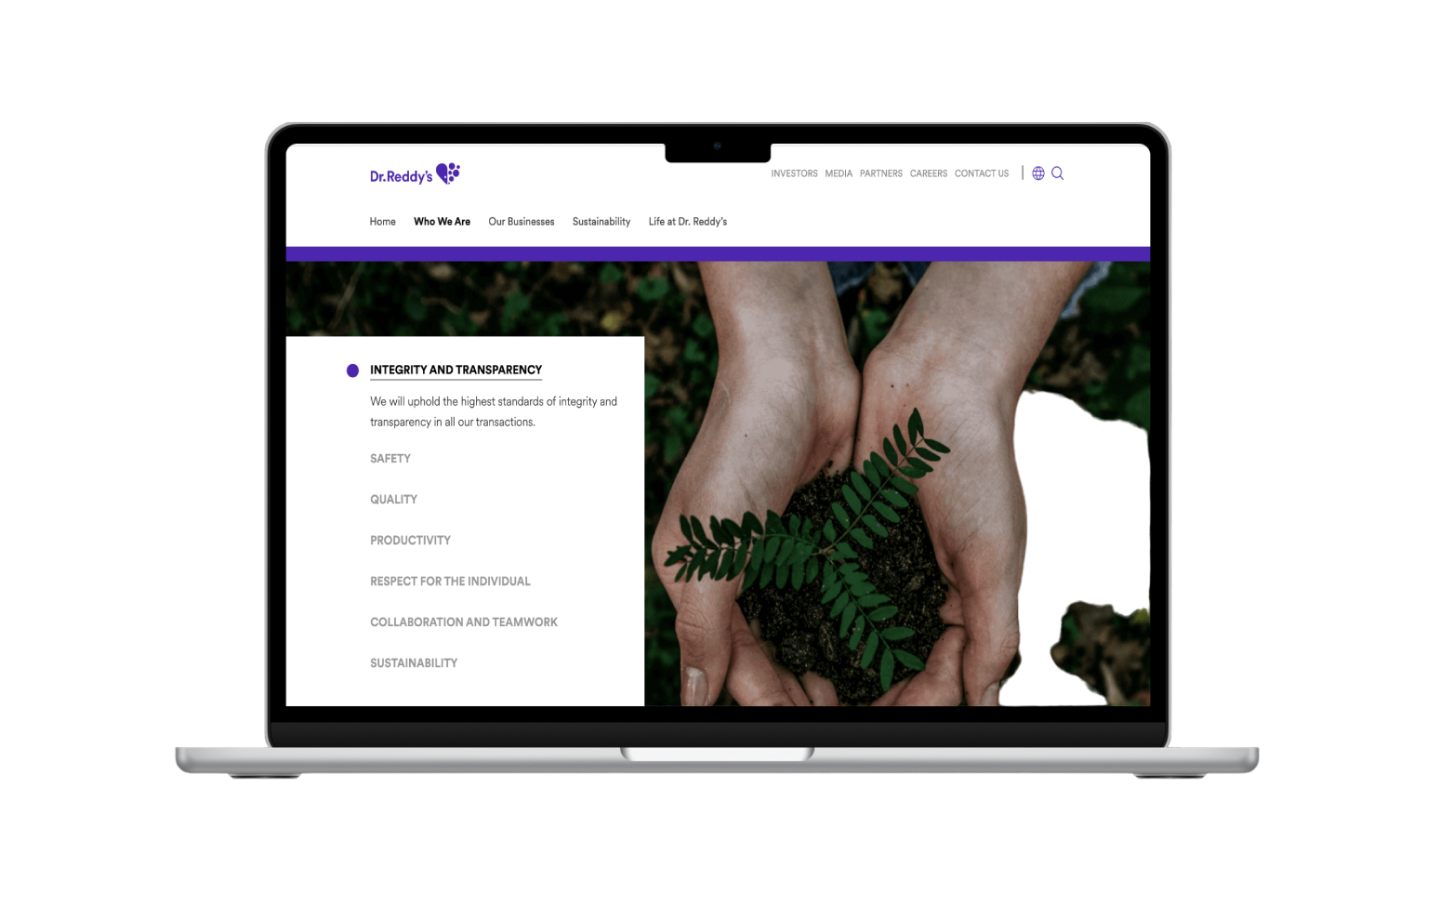 Dr.Reddy's
INVESTORS MEDIA PARTNERS CAREERS CONTACT US
Home Who We Are Our Businesses Sustainability Life at Dr. Reddy's
INTEGRITY AND TRANSPARENCY
We will uphold the highest standards of integrity and
transparency in all our transactions.
SAFETY
QUALITY
PRODUCTIVITY
RESPECT FOR THE INDIVIDUAL
COLLABORATION AND TEAMWORK
SUSTAINABILITY